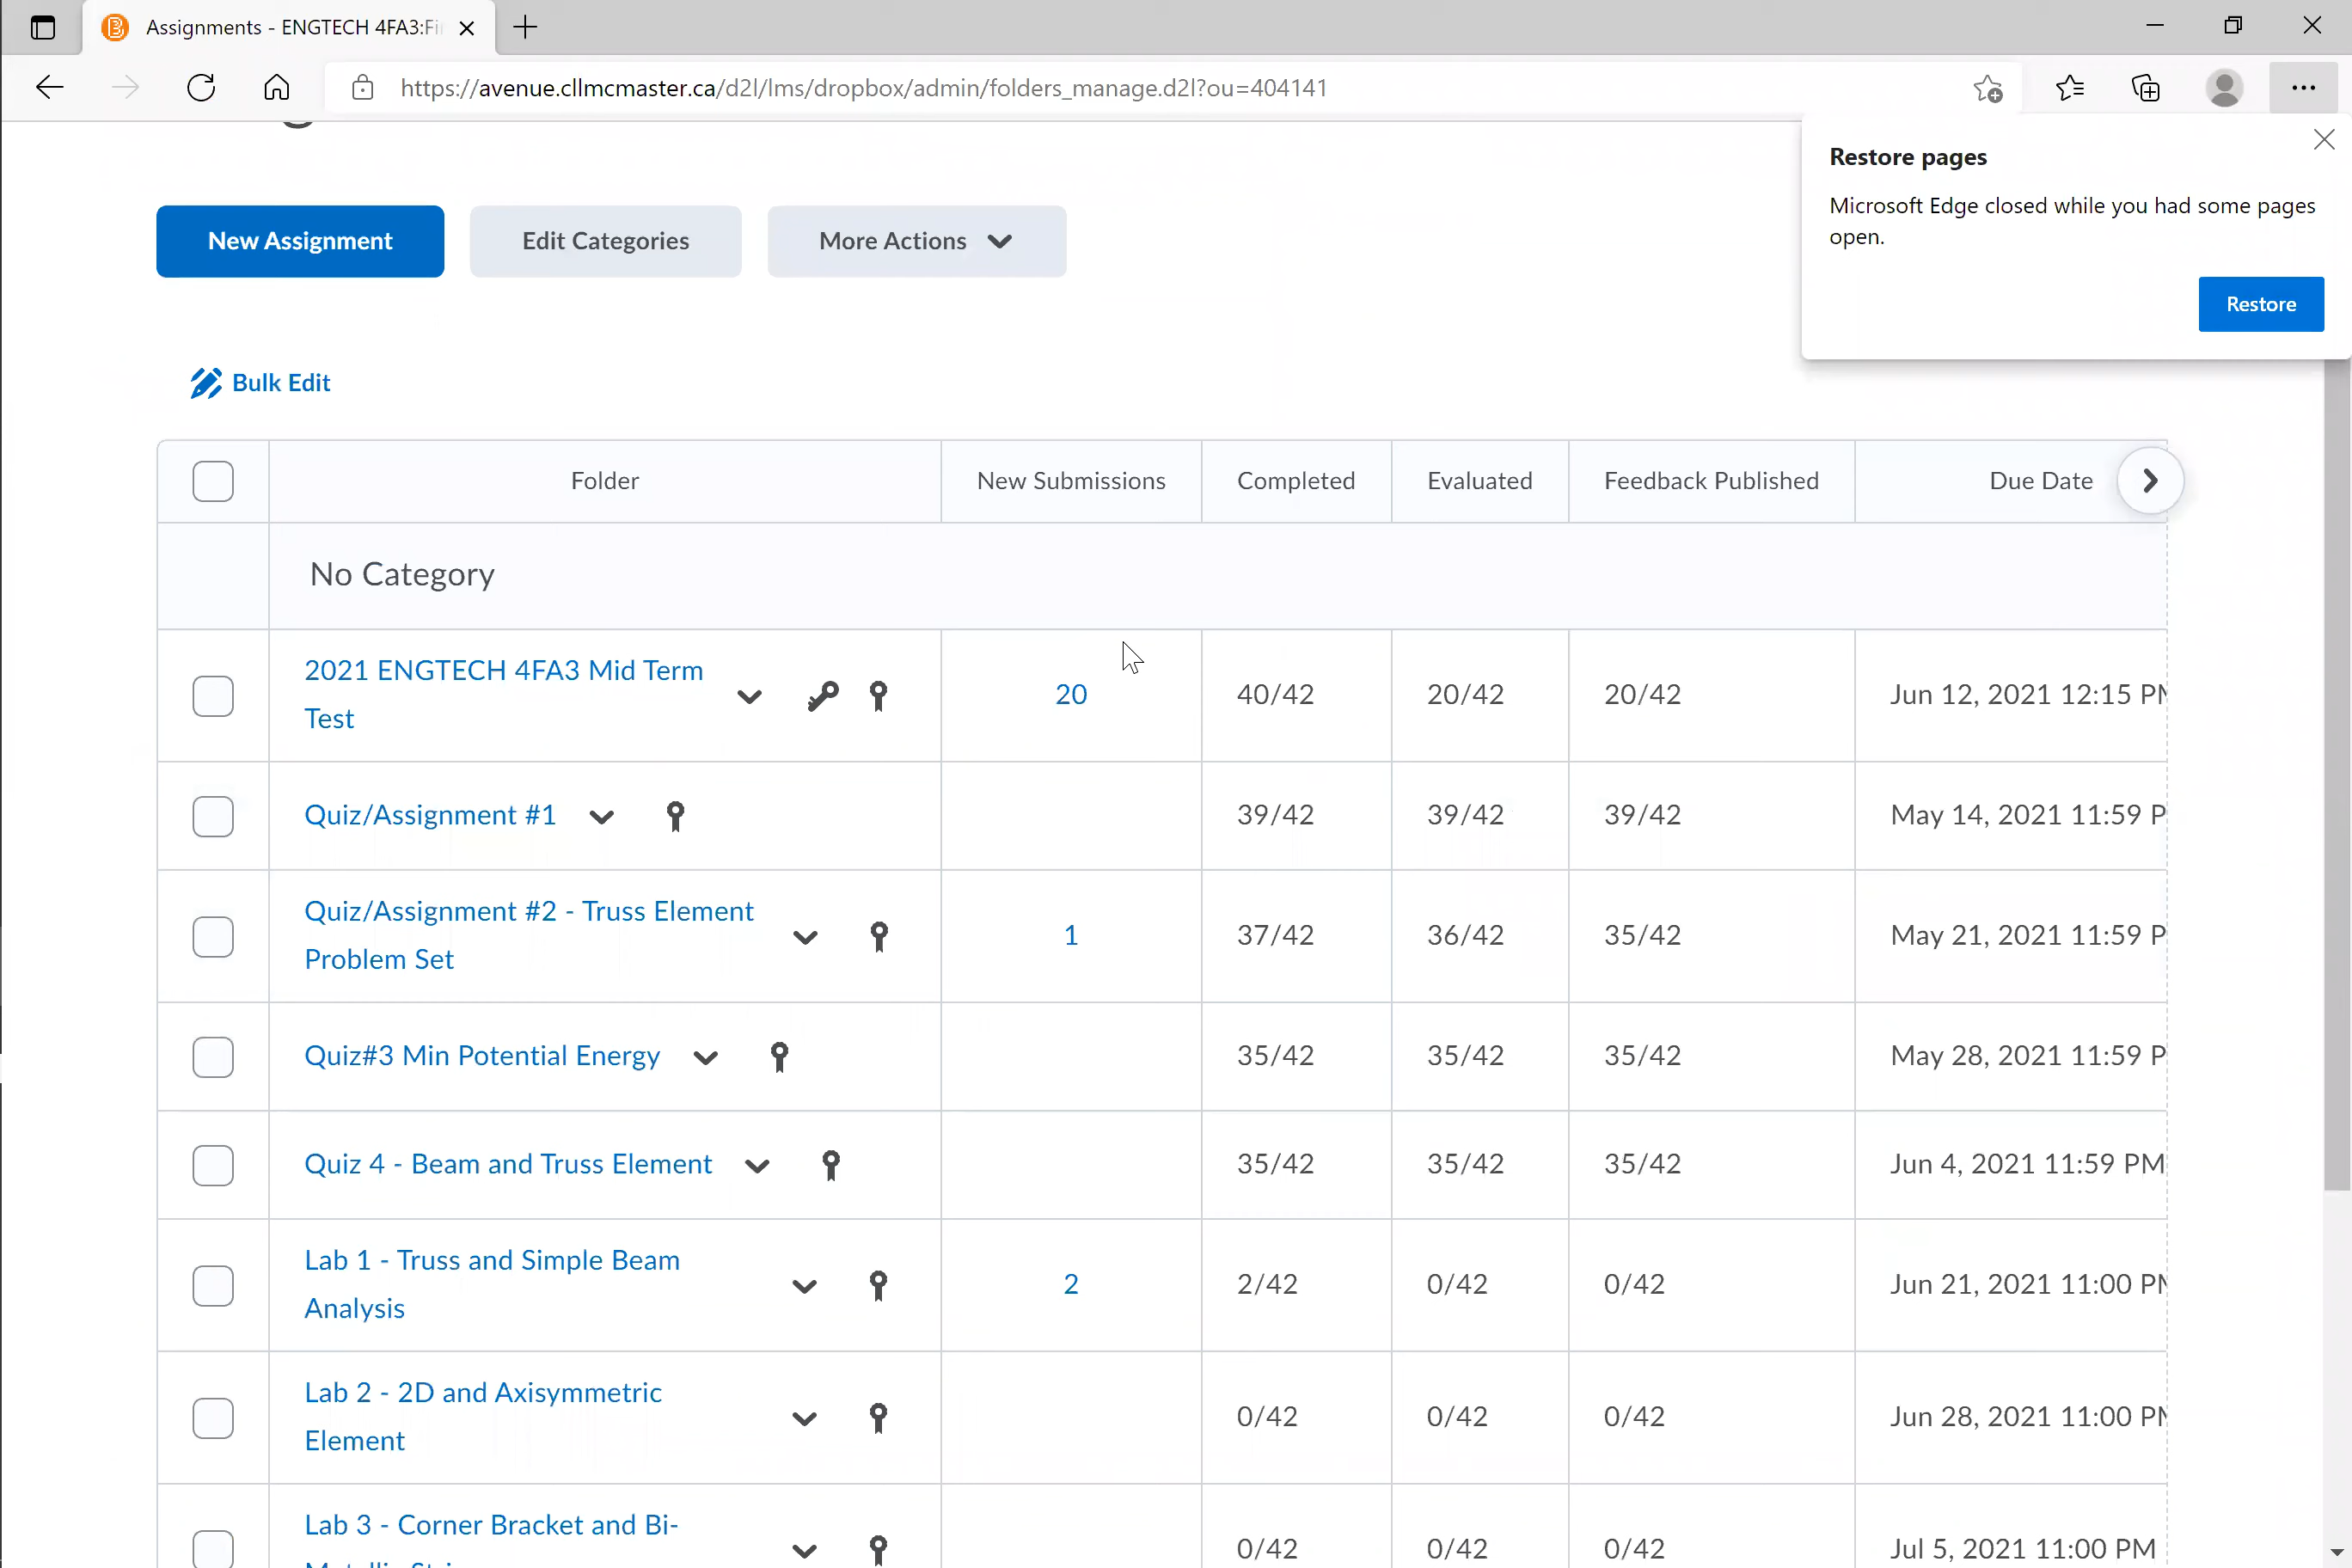 Assignments - ENGTECH 4FA3:Fi
https://avenue.cllmcmaster.ca/d2l/lms/dropbox/admin/folders_manage.d2l?ou=404141
Restore pages
Microsoft Edge closed while you had some pages
open.
Restore
New Assignment Edit Categories More Actions
Bulk Edit
Folder New Submissions Completed Evaluated Feedback Published Due Date
No Category
2021 ENGTECH 4FA3 Mid Term
Test
20 40/42 20/42 20/42 Jun 12, 2021 12:15 PM
Quiz/Assignment #1 39/42 39/42 39/42 May 14, 2021 11:59 P
Quiz/Assignment #2 - Truss Element
Problem Set
1 37/42 36/42 35/42 May 21, 2021 11:59 P
Quiz#3 Min Potential Energy 35/42 35/42 35/42 May 28, 2021 11:59 P
Quiz 4 - Beam and Truss Element 35/42 35/42 35/42 Jun 4, 2021 11:59 PM
Lab 1 - Truss and Simple Beam
Analysis
2 2/42 0/42 0/42 Jun 21, 2021 11:00 PM
Lab 2 - 2D and Axisymmetric
Element
0/42 0/42 0/42 Jun 28, 2021 11:00 PM
Lab 3 - Corner Bracket and Bi-
0/42 0/42 0/42 Jul 5, 2021 11:00 PM